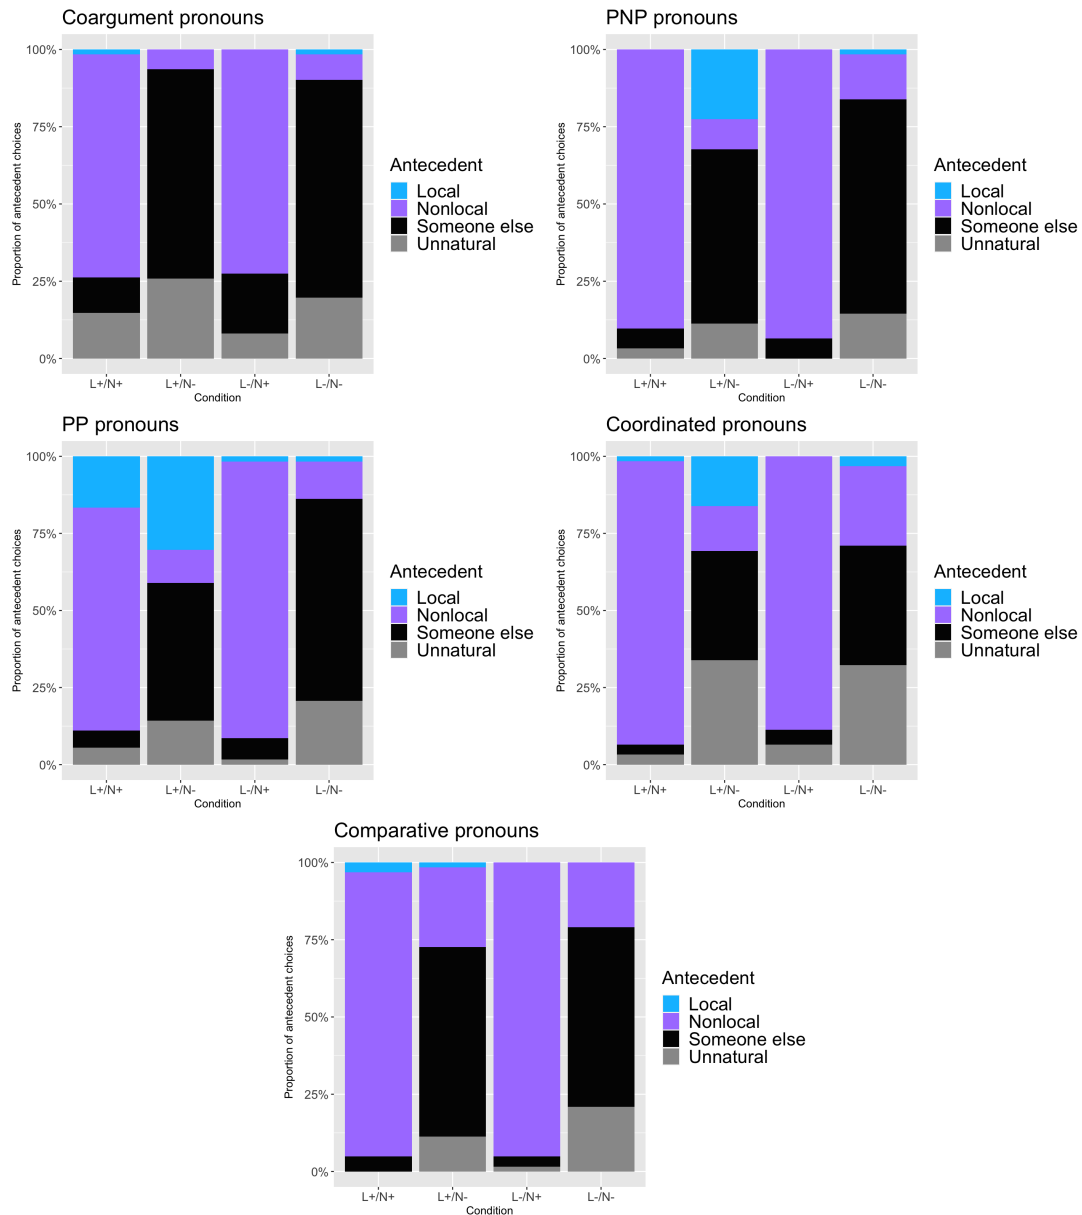 Coargument pronouns
Proportion of antecedent choices
100%
75%
50%
25%
0%
L+/N+ L+/N- L-/N+ L-/N-
Condition
Antecedent
Local
Nonlocal
Someone else
Unnatural
PNP pronouns
Proportion of antecedent choices
100%
75%
50%
25%
0%
L+/N+ L+/N- L-/N+ L-/N-
Condition
Antecedent
Local
Nonlocal
Someone else
Unnatural
PP pronouns
Proportion of antecedent choices
100%
75%
50%
25%
0%
L+/N+ L+/N- L-/N+ L-/N-
Condition
Antecedent
Local
Nonlocal
Someone else
Unnatural
Coordinated pronouns
Proportion of antecedent choices
100%
75%
50%
25%
0%
L+/N+ L+/N- L-/N+ L-/N-
Condition
Antecedent
Local
Nonlocal
Someone else
Unnatural
Comparative pronouns
Proportion of antecedent choices
100%
75%
50%
25%
0%
L+/N+ L+/N- L-/N+ L-/N-
Condition
Antecedent
Local
Nonlocal
Someone else
Unnatural